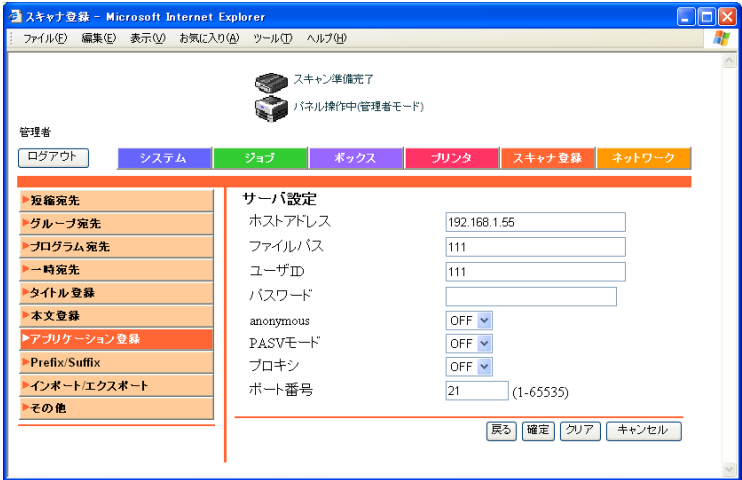 スキャナ登録 - Microsoft Internet Explorer
ファイル(F) 編集(E) 表示(V) お気に入り(A) ツール(T) ヘルプ(H)
スキャン準備完了
パネル操作中(管理者モード)
管理者
ログアウト システム ジョブ ボックス プリンタ スキャナ登録 ネットワーク
短縮宛先
グループ宛先
プログラム宛先
一時宛先
タイトル登録
本文登録
アプリケーション登録
Prefix/Suffix
インポート/エクスポート
その他
サーバ設定
ホストアドレス 192.168.1.55
ファイルパス 111
ユーザID 111
パスワード
anonymous OFF
PASVモード OFF
プロキシ OFF
ポート番号 21 (1-65535)
戻る 確定 クリア キャンセル